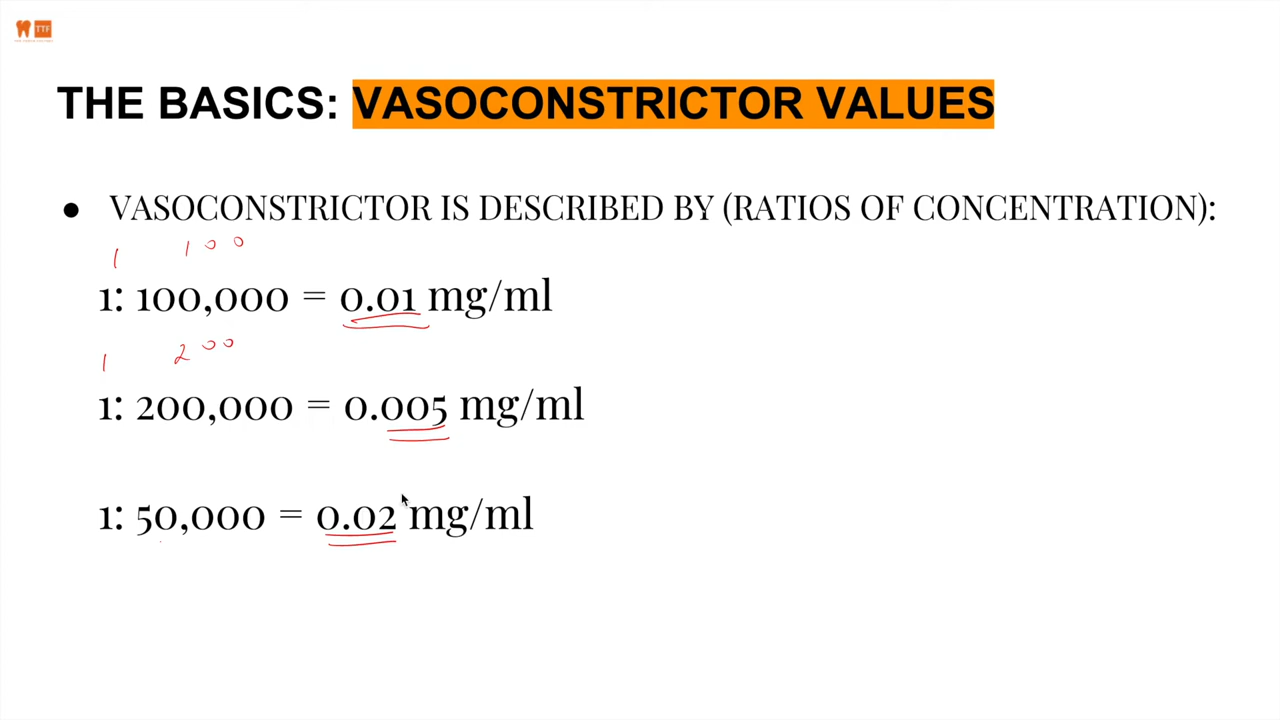 TTF
THE BASICS: VASOCONSTRICTOR VALUES
● VASOCONSTRICTOR IS DESCRIBED BY (RATIOS OF CONCENTRATION):
1 100
1: 100,000 = 0.01 mg/ml
1 200
1: 200,000 = 0.005 mg/ml
1: 50,000 = 0.02 mg/ml